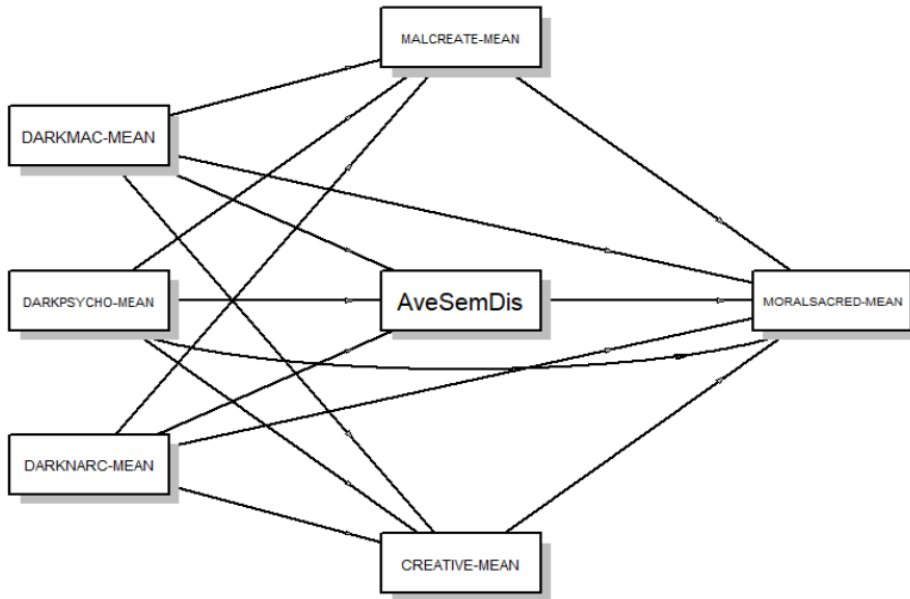 MALCREATE-MEAN
DARKMAC-MEAN
DARKPSYCHO-MEAN
AveSemDis
MORALSACRED-MEAN
DARKNARC-MEAN
CREATIVE-MEAN